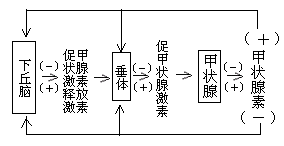 下丘脑
(－)
(＋)
促甲
状腺
激素
释放
激素
垂体
(－)
(＋)
促甲状腺激素
甲状腺
(－)
(＋)
(＋)
甲状腺素
(－)